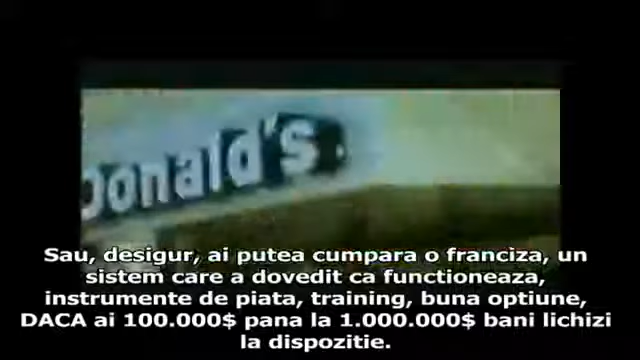 Donald's
Sau, desigur, ai putea cumpara o franciza, un
sistem care a dovedit ca functioneaza,
instrumente de piata, training, buna optiune,
DACA ai 100.000$ pana la 1.000.000$ bani lichizi
la dispozitie.